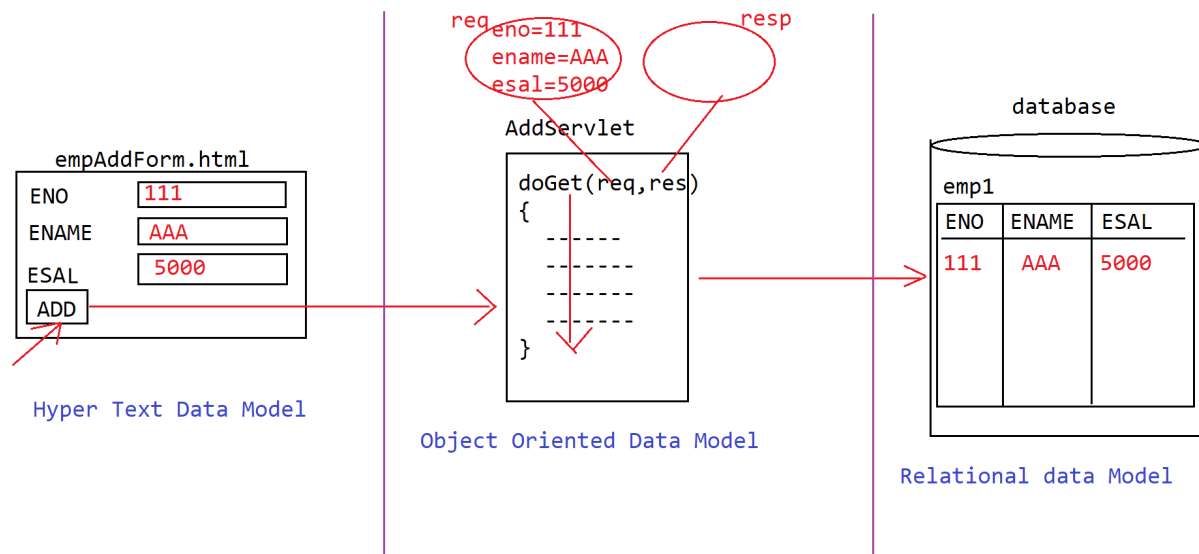 empAddForm.html
ENO 111
ENAME AAA
ESAL 5000
ADD
Hyper Text Data Model
req
eno=111
ename=AAA
esal=5000
resp
AddServlet
doGet(req,res)
{
------
-------
-------
-------
}
Object Oriented Data Model
database
emp1
ENO ENAME ESAL
111 AAA 5000
Relational data Model